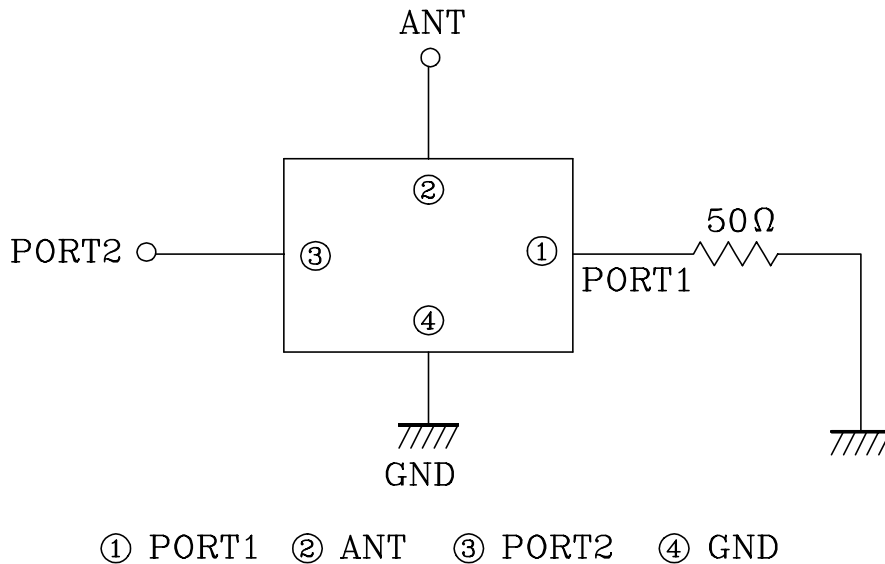 ANT
②
50Ω
PORT2 ③ ①
PORT1
④
GND
① PORT1 ② ANT ③ PORT2 ④ GND